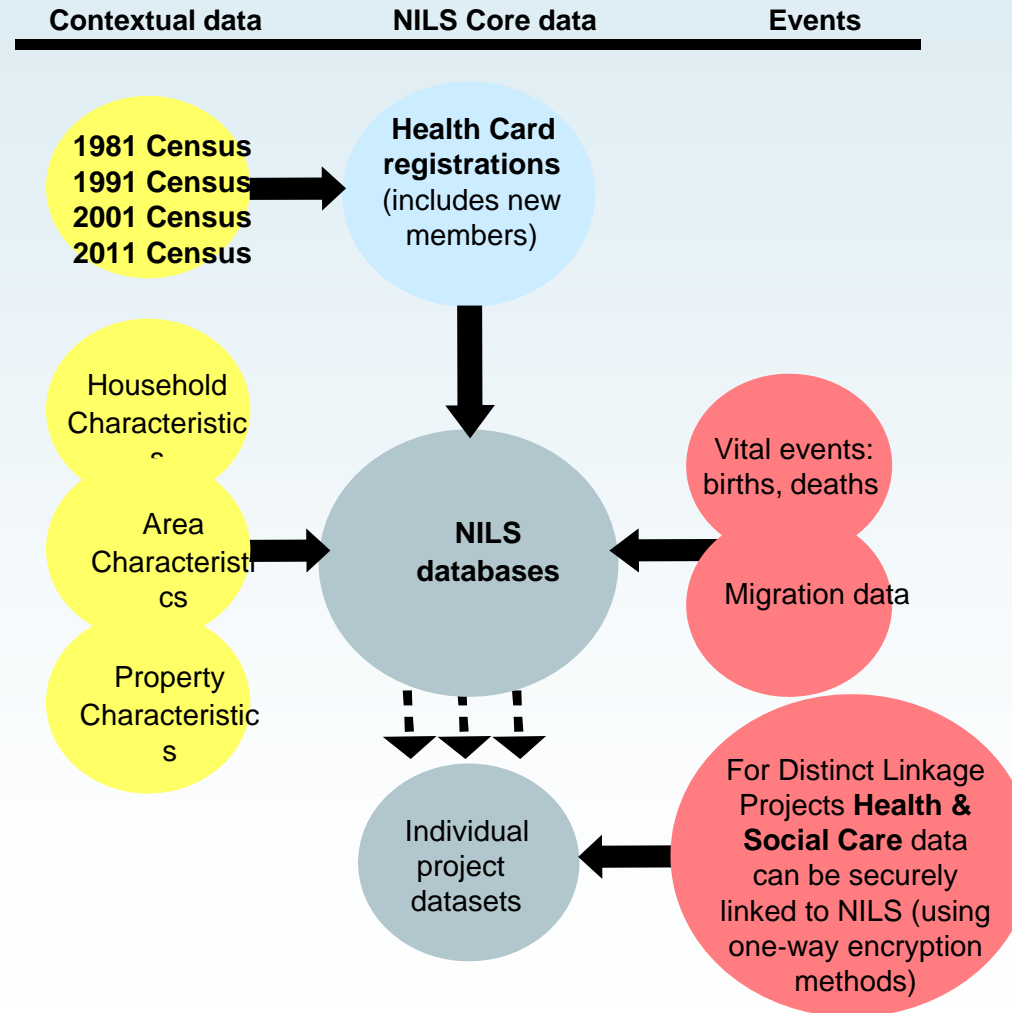 Contextual data
NILS Core data
Events
1981 Census
1991 Census
2001 Census
2011 Census
Health Card
registrations
(includes new
members)
Household
Characteristic
s
Area
Characteristi
cs
Property
Characteristic
s
NILS
databases
Vital events:
births, deaths
Migration data
Individual
project
datasets
For Distinct Linkage
Projects Health &
Social Care data
can be securely
linked to NILS (using
one-way encryption
methods)